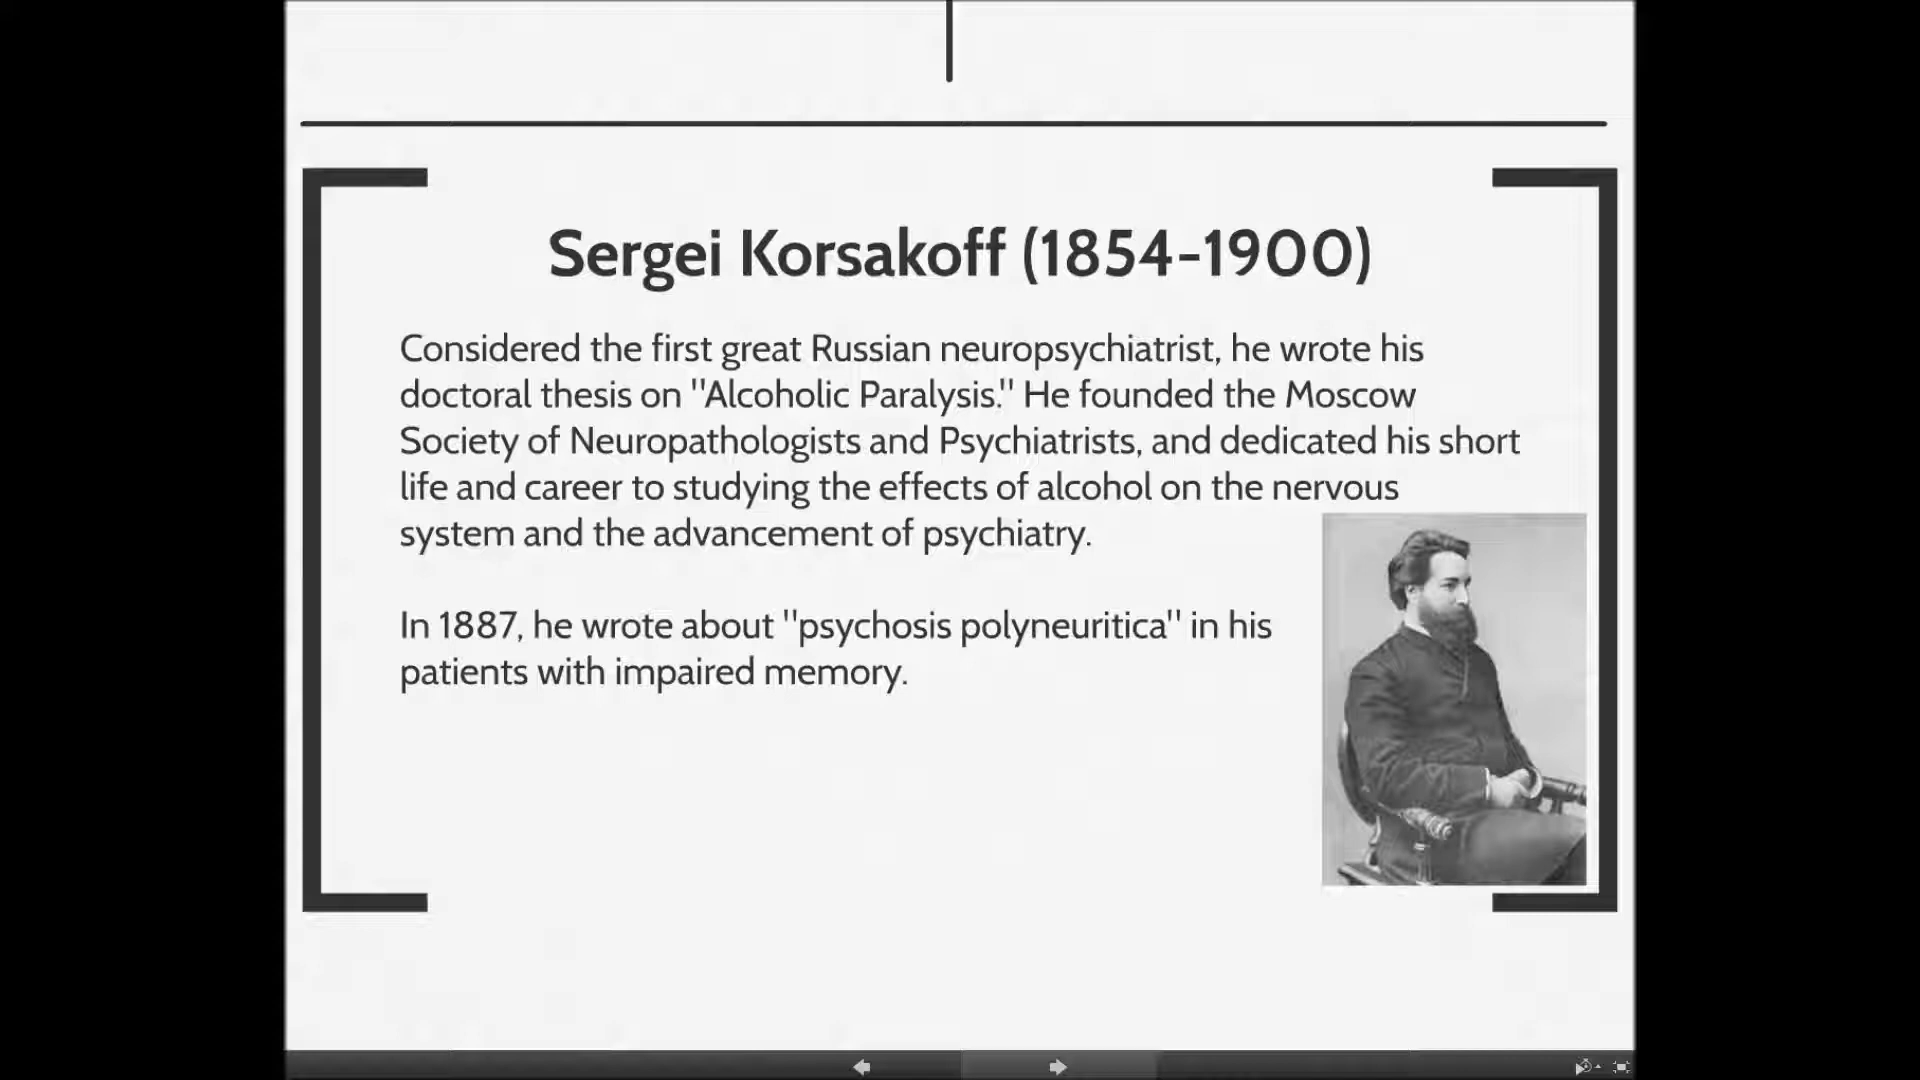 Sergei Korsakoff (1854-1900)
Considered the first great Russian neuropsychiatrist, he wrote his
doctoral thesis on "Alcoholic Paralysis." He founded the Moscow
Society of Neuropathologists and Psychiatrists, and dedicated his short
life and career to studying the effects of alcohol on the nervous
system and the advancement of psychiatry.
In 1887, he wrote about "psychosis polyneuritica" in his
patients with impaired memory.